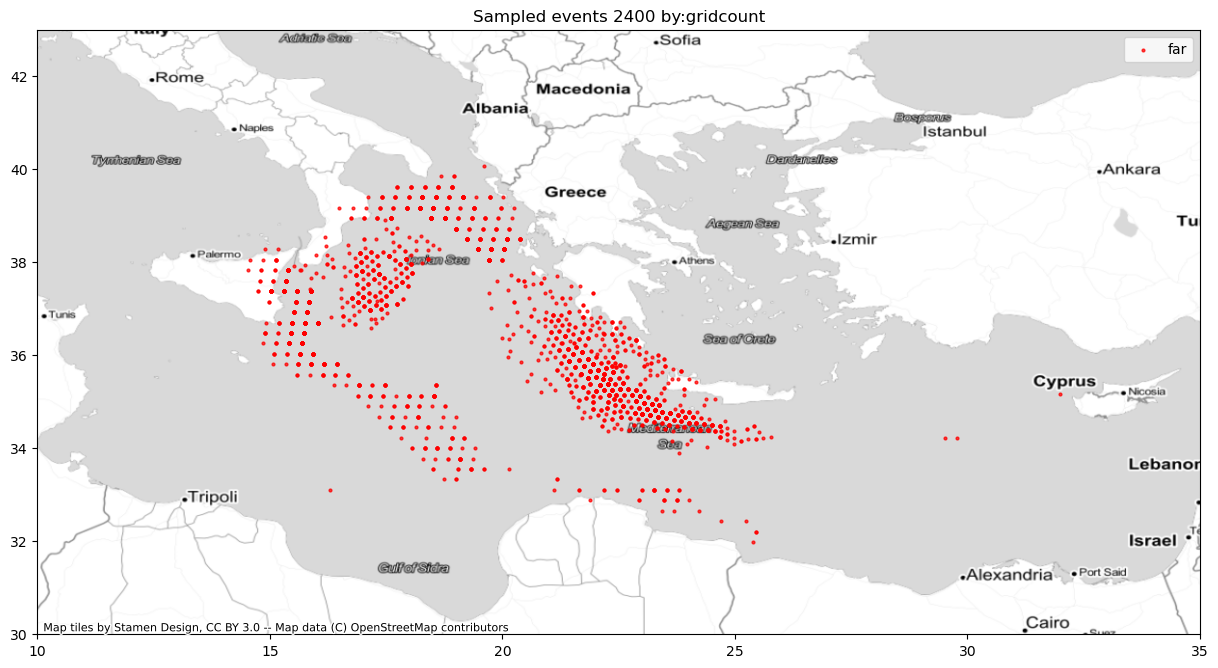 Sampled events 2400 by:gridcount
far
Italy
Adriatic Sea
Sofia
Rome
Macedonia
Albania
Naples
Bosporus
Istanbul
Tyrrhenian Sea
Dardanelles
Ankara
Greece
Aegean Sea
Izmir
Palermo
Ionian Sea
Athens
Tunis
Sea of Crete
Cyprus
Nicosia
Mediterranean
Sea
Lebanon
Tripoli
Israel
Gulf of Sidra
Alexandria
Port Said
Cairo
Suez
Map tiles by Stamen Design, CC BY 3.0 -- Map data (C) OpenStreetMap contributors
42
40
38
36
34
32
30
10
15
20
25
30
35